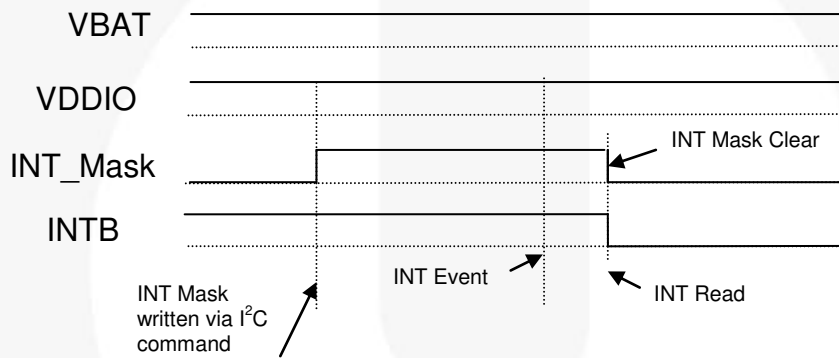 VBAT
VDDIO
INT Mask Clear
INT_Mask
INTB
INT Event
INT Mask
written via I²C
command
INT Read